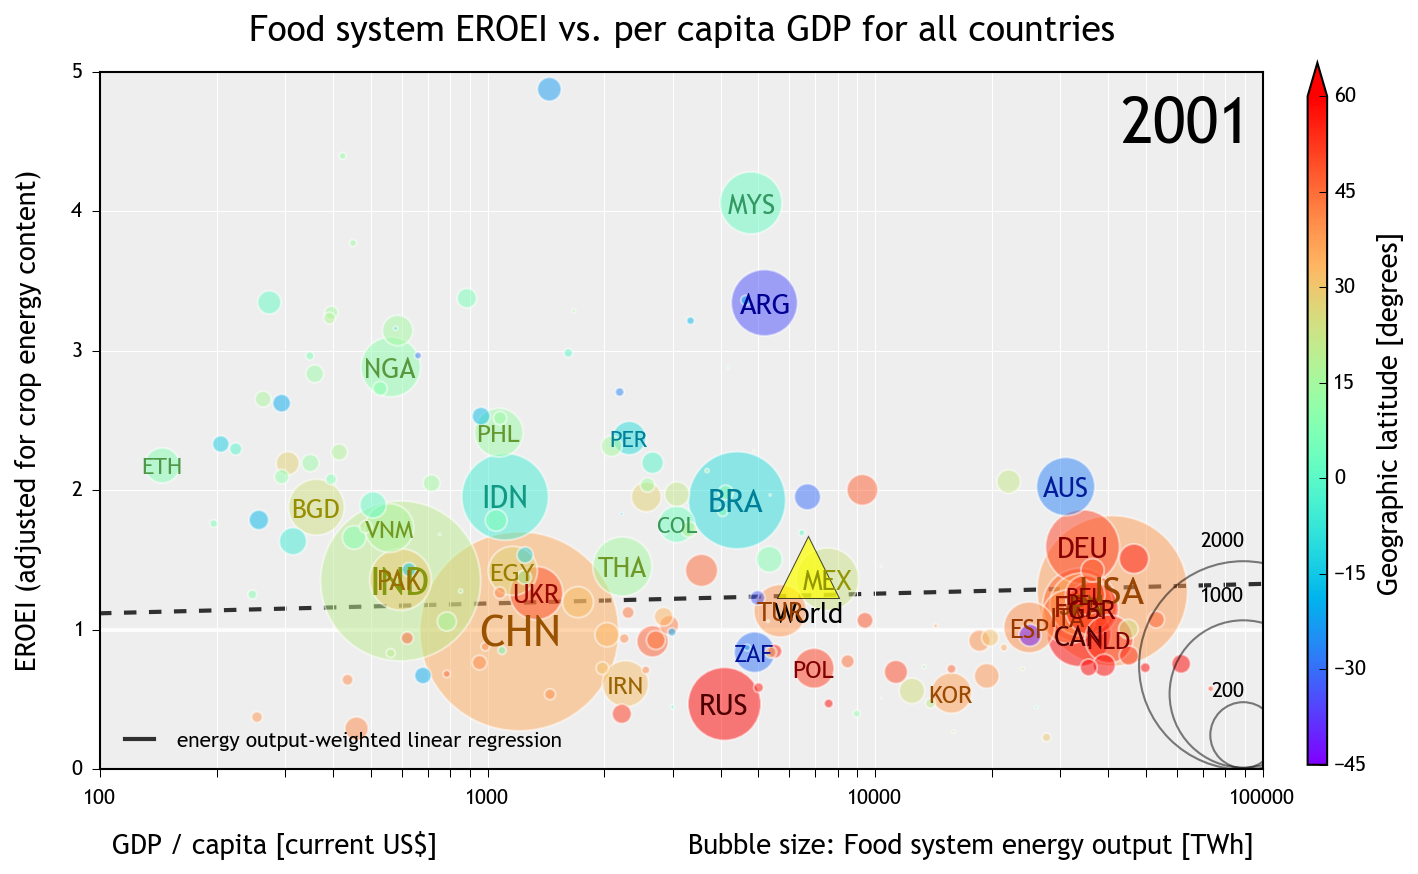 Food system EROEI vs. per capita GDP for all countries
EROEI (adjusted for crop energy content)
5
4
3
2
1
0
2001
MYS
ARG
NGA
PHL
PER
ETH
IDN
BRA
AUS
BGD
VNM
COL
DEU
THA
EGY
IND
PAK
UKR
MEX
USA
BEL
GBR
TUR
World
ITA
ESP
CHN
CAN
NLD
ZAF
POL
IRN
KOR
RUS
2000
1000
200
energy output-weighted linear regression
100
1000
10000
100000
GDP / capita [current US$]
Bubble size: Food system energy output [TWh]
60
45
30
15
0
−15
−30
−45
Geographic latitude [degrees]